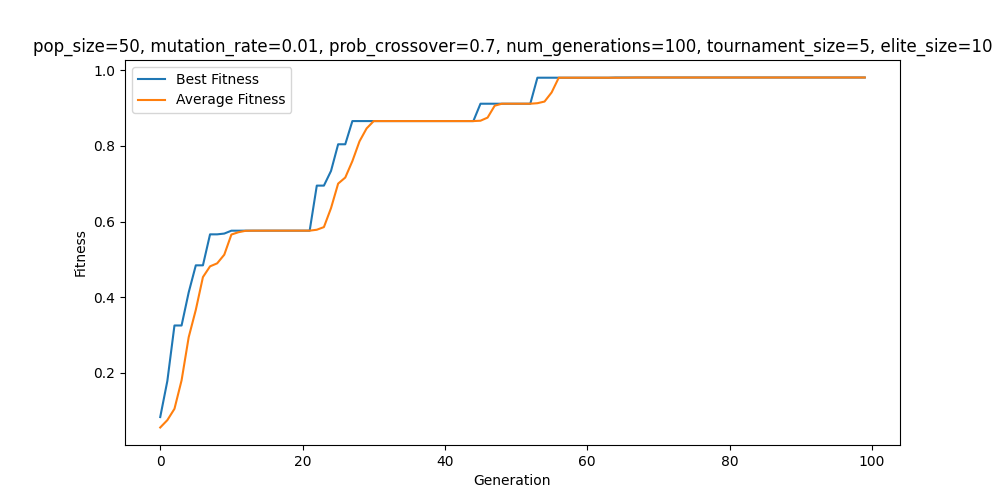 pop_size=50, mutation_rate=0.01, prob_crossover=0.7, num_generations=100, tournament_size=5, elite_size=10
Best Fitness
Average Fitness
1.0
0.8
0.6
0.4
0.2
Fitness
0 20 40 60 80 100
Generation